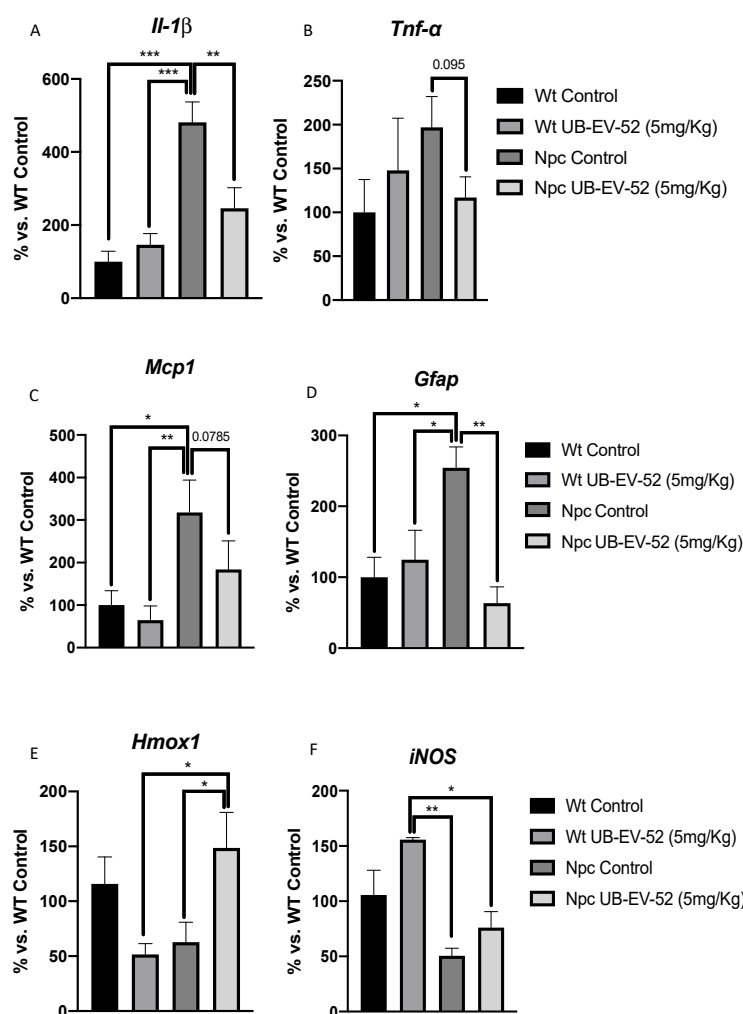 A
Il-1β
% vs. WT Control
600
400
200
0
***
***
**
B
Tnf-α
% vs. WT Control
250
200
150
100
50
0
0.095
Wt Control
Wt UB-EV-52 (5mg/Kg)
Npc Control
Npc UB-EV-52 (5mg/Kg)
C
Mcp1
% vs. WT Control
500
400
300
200
100
0
*
**
0.0785
D
Gfap
% vs. WT Control
300
200
100
0
*
*
**
Wt Control
Wt UB-EV-52 (5mg/Kg)
Npc Control
Npc UB-EV-52 (5mg/Kg)
E
Hmox1
% vs. WT Control
200
150
100
50
0
*
*
F
iNOS
% vs. WT Control
200
150
100
50
0
*
**
Wt Control
Wt UB-EV-52 (5mg/Kg)
Npc Control
Npc UB-EV-52 (5mg/Kg)